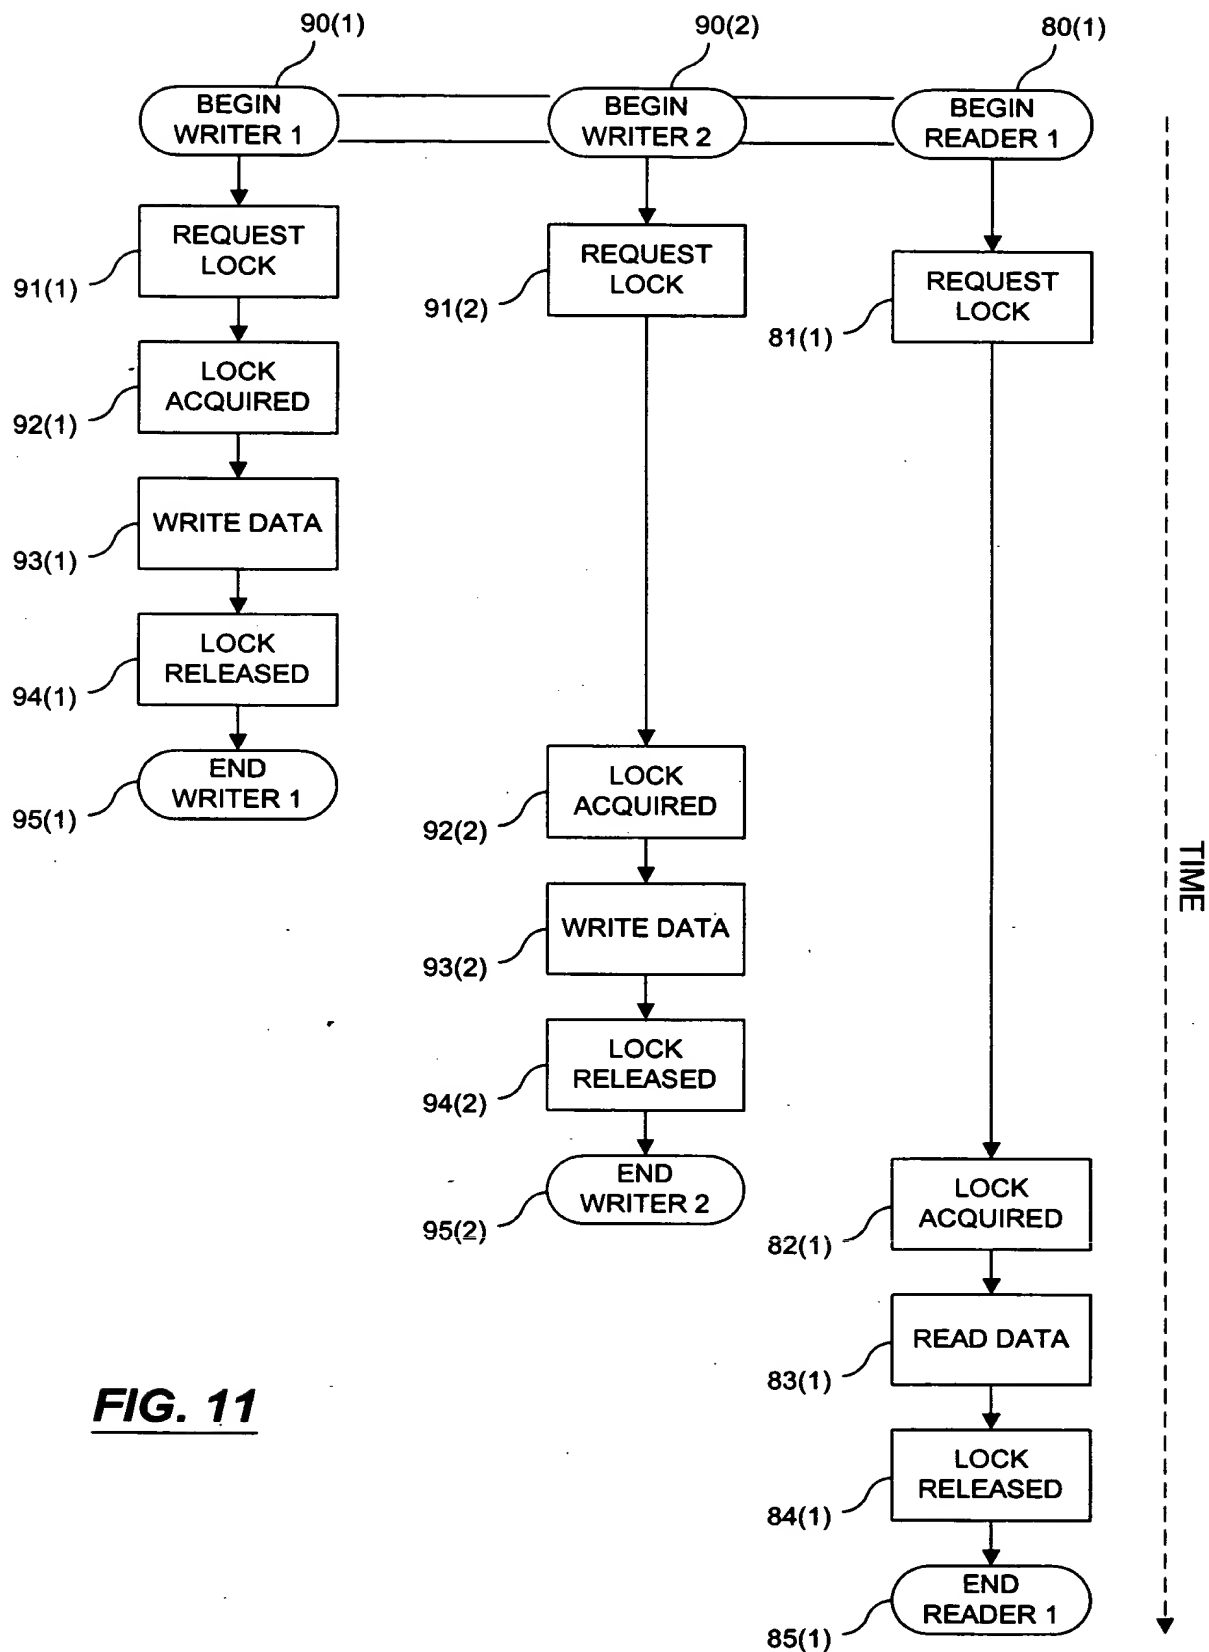 90(1)
90(2)
80(1)
BEGIN
WRITER 1
BEGIN
WRITER 2
BEGIN
READER 1
REQUEST
LOCK
91(1)
REQUEST
LOCK
91(2)
REQUEST
LOCK
81(1)
LOCK
ACQUIRED
92(1)
WRITE DATA
93(1)
LOCK
RELEASED
94(1)
END
WRITER 1
95(1)
LOCK
ACQUIRED
92(2)
WRITE DATA
93(2)
LOCK
RELEASED
94(2)
END
WRITER 2
95(2)
LOCK
ACQUIRED
82(1)
READ DATA
83(1)
LOCK
RELEASED
84(1)
END
READER 1
85(1)
TIME
FIG. 11